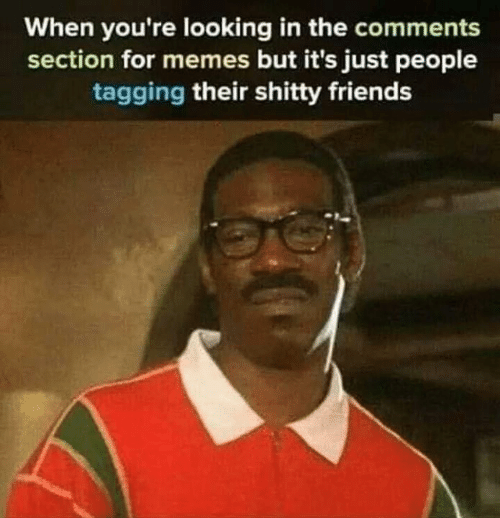 When you're looking in the comments
section for memes but it's just people
tagging their shitty friends